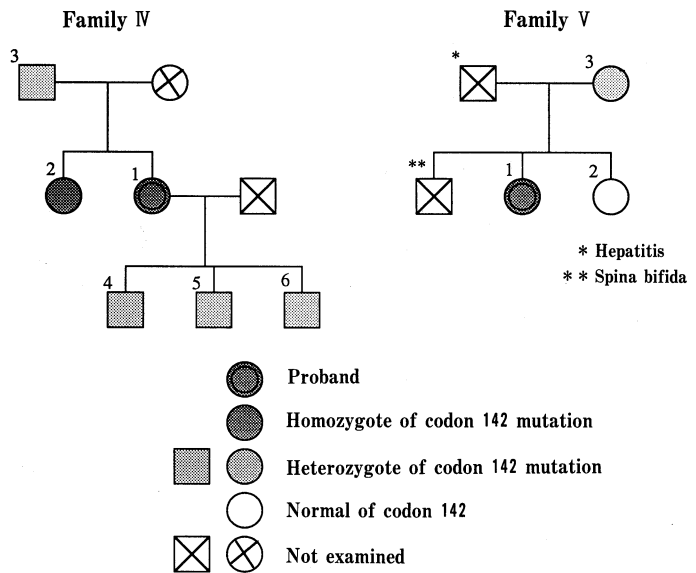 Family Ⅳ
Family Ⅴ
3
*
3
2
1
**
1
2
* Hepatitis
** Spina bifida
4
5
6
Proband
Homozygote of codon 142 mutation
Heterozygote of codon 142 mutation
Normal of codon 142
Not examined